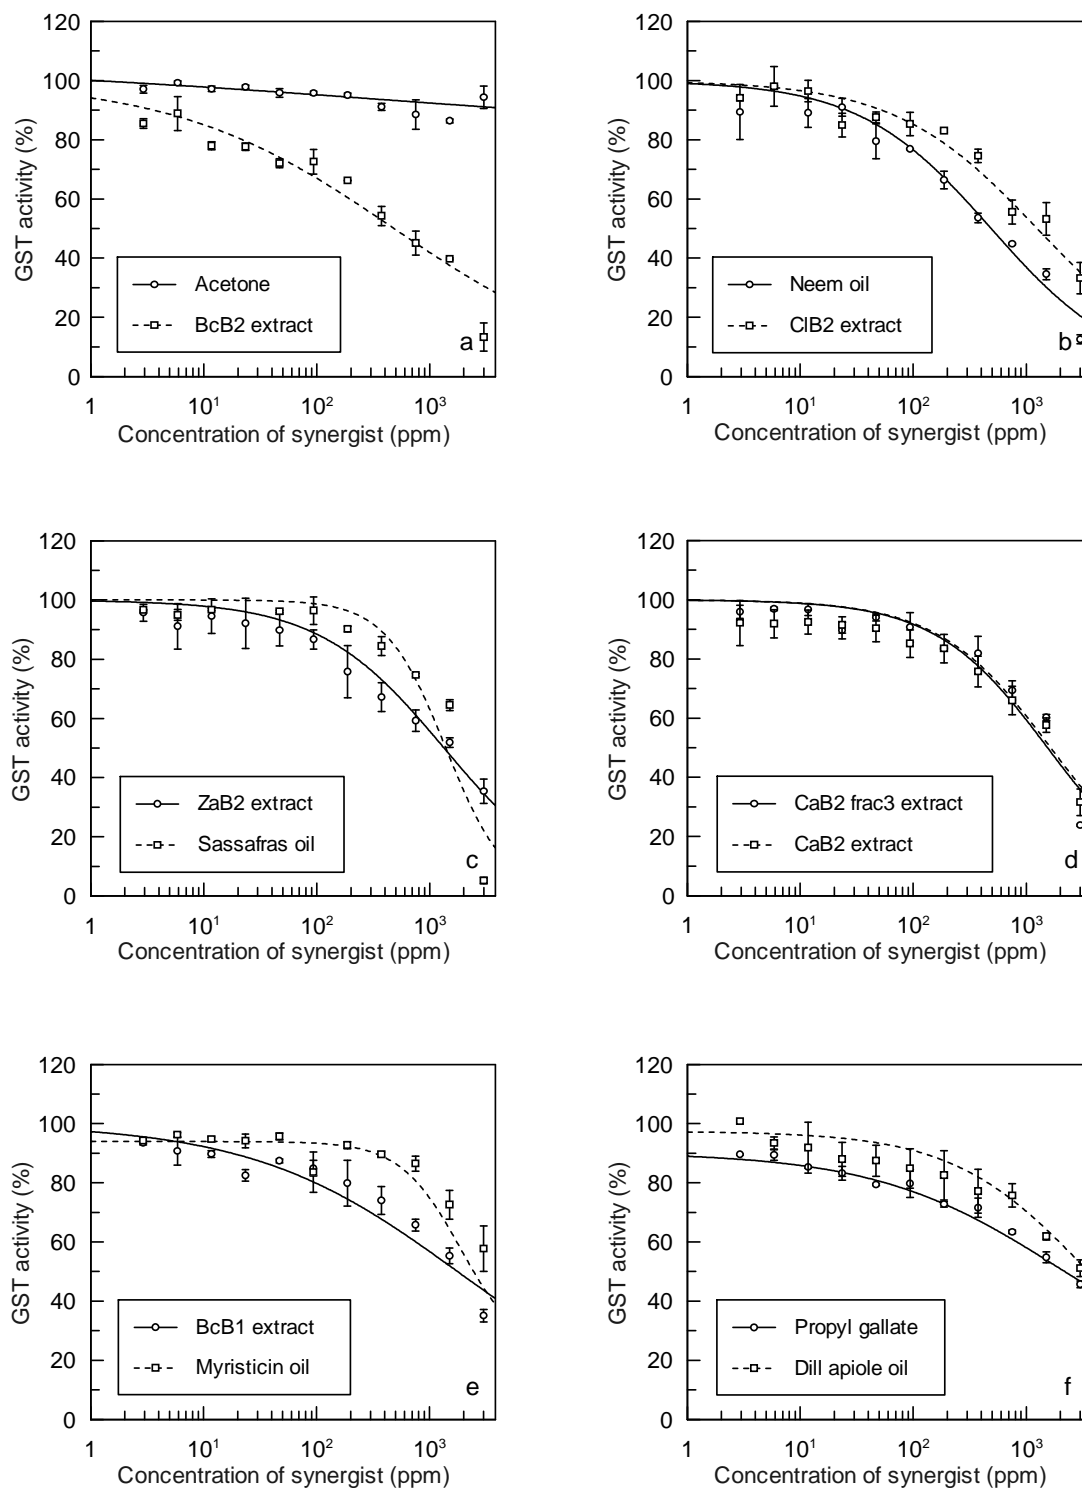 120
100
80
60
40
20
0
GST activity (%)
Acetone
BcB2 extract
a
1
10¹
10²
10³
Concentration of synergist (ppm)
120
100
80
60
40
20
0
GST activity (%)
Neem oil
ClB2 extract
b
1
10¹
10²
10³
Concentration of synergist (ppm)
120
100
80
60
40
20
0
GST activity (%)
ZaB2 extract
Sassafras oil
c
1
10¹
10²
10³
Concentration of synergist (ppm)
120
100
80
60
40
20
0
GST activity (%)
CaB2 frac3 extract
CaB2 extract
d
1
10¹
10²
10³
Concentration of synergist (ppm)
120
100
80
60
40
20
0
GST activity (%)
BcB1 extract
Myristicin oil
e
1
10¹
10²
10³
Concentration of synergist (ppm)
120
100
80
60
40
20
0
GST activity (%)
Propyl gallate
Dill apiole oil
f
1
10¹
10²
10³
Concentration of synergist (ppm)